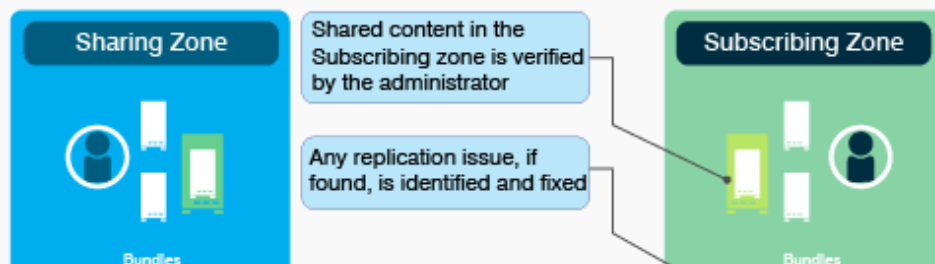 Sharing Zone
Shared content in the
Subscribing zone is verified
by the administrator
Subscribing Zone
Any replication issue, if
found, is identified and fixed
Bundles
Bundles